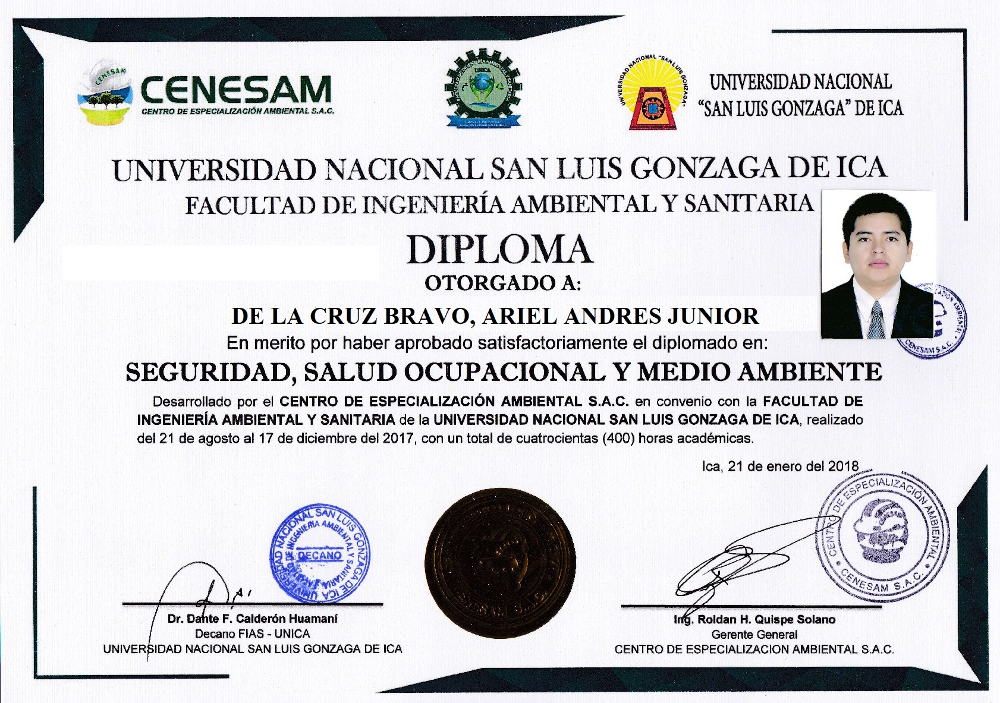 CENESAM
CENESAM
CENTRO DE ESPECIALIZACIÓN AMBIENTAL S.A.C.
FACULTAD DE INGENIERÍA AMBIENTAL Y SANITARIA
UNICA
UNIVERSIDAD NACIONAL "SAN LUIS GONZAGA"
UNIVERSIDAD NACIONAL
“SAN LUIS GONZAGA” DE ICA
UNIVERSIDAD NACIONAL SAN LUIS GONZAGA DE ICA
FACULTAD DE INGENIERÍA AMBIENTAL Y SANITARIA
DIPLOMA
OTORGADO A:
DE LA CRUZ BRAVO, ARIEL ANDRES JUNIOR
En merito por haber aprobado satisfactoriamente el diplomado en:
SEGURIDAD, SALUD OCUPACIONAL Y MEDIO AMBIENTE
Desarrollado por el CENTRO DE ESPECIALIZACIÓN AMBIENTAL S.A.C. en convenio con la FACULTAD DE
INGENIERÍA AMBIENTAL Y SANITARIA de la UNIVERSIDAD NACIONAL SAN LUIS GONZAGA DE ICA, realizado
del 21 de agosto al 17 de diciembre del 2017, con un total de cuatrocientas (400) horas académicas.
Ica, 21 de enero del 2018
AMBIENTAL
CENESAM S.A.C.
UNIVERSIDAD NACIONAL SAN LUIS GONZAGA DE ICA
DE INGENIERIA AMBIENTAL Y SANITARIA
DECANO
CENESAM S.A.C.
CENTRO DE ESPECIALIZACIÓN AMBIENTAL
CENESAM S.A.C.
Dr. Dante F. Calderón Huamaní
Decano FIAS - UNICA
UNIVERSIDAD NACIONAL SAN LUIS GONZAGA DE ICA
Ing. Roldan H. Quispe Solano
Gerente General
CENTRO DE ESPECIALIZACION AMBIENTAL S.A.C.